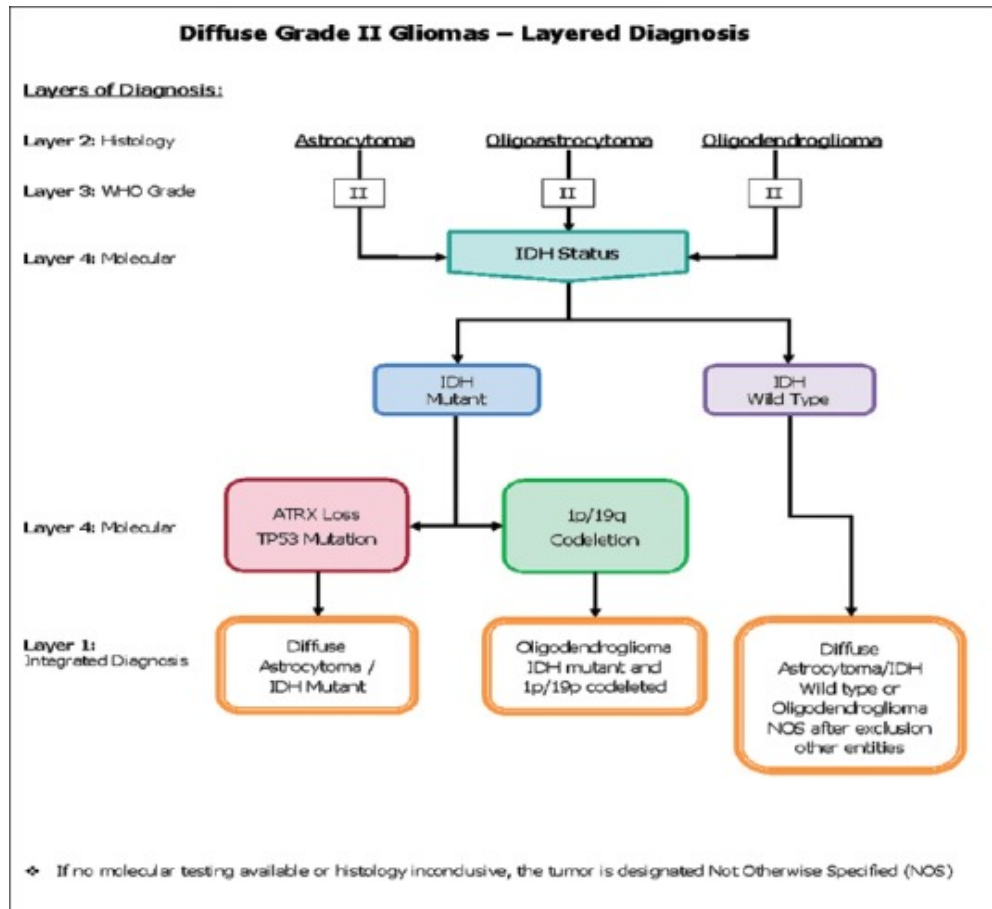 Diffuse Grade II Gliomas – Layered Diagnosis
Layers of Diagnosis:
Layer 2: Histology
Astrocytoma
Oligoastrocytoma
Oligodendroglioma
Layer 3: WHO Grade
II
II
II
Layer 4: Molecular
IDH Status
IDH
Mutant
IDH
Wild Type
Layer 4: Molecular
ATRX Loss
TP53 Mutation
1p/19q
Codeletion
Layer 1:
Integrated Diagnosis
Diffuse
Astrocytoma /
IDH Mutant
Oligodendroglioma
IDH mutant and
1p/19p codeleted
Diffuse
Astrocytoma/IDH
Wild type or
Oligodendroglioma
NOS after exclusion
other entities
❖ If no molecular testing available or histology inconclusive, the tumor is designated Not Otherwise Specified (NOS)